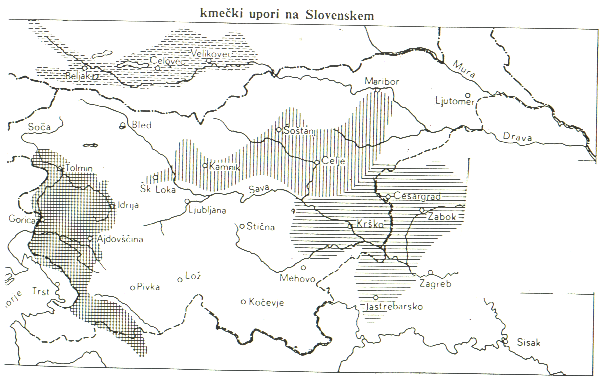 kmečki upori na Slovenskem
Velikovec
Celovec
Beljak
Mura
Maribor
Ljutomer
Soča
Bled
Šoštanj
Drava
Tolmin
Kamnik
Celje
Šk Loka
Sava
Cesargrad
Idrija
Ljubljana
Zabok
Gorica
Stična
Krško
Ajdovščina
Lož
Mehovo
Zagreb
Trst
Pivka
Kočevje
Jastrebarsko
Sisak